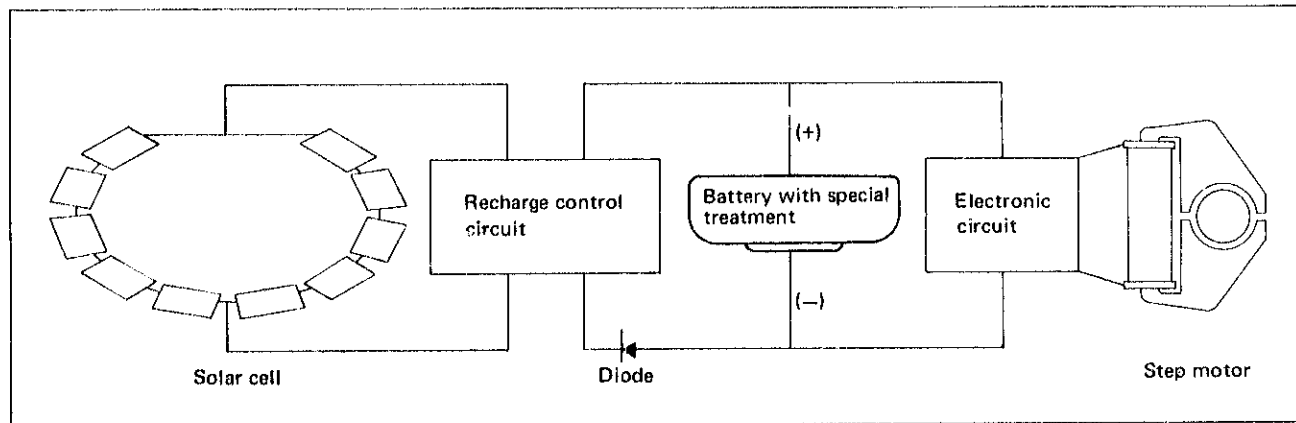 (+)
Recharge control
circuit
Battery with special
treatment
Electronic
circuit
(—)
Solar cell
Diode
Step motor